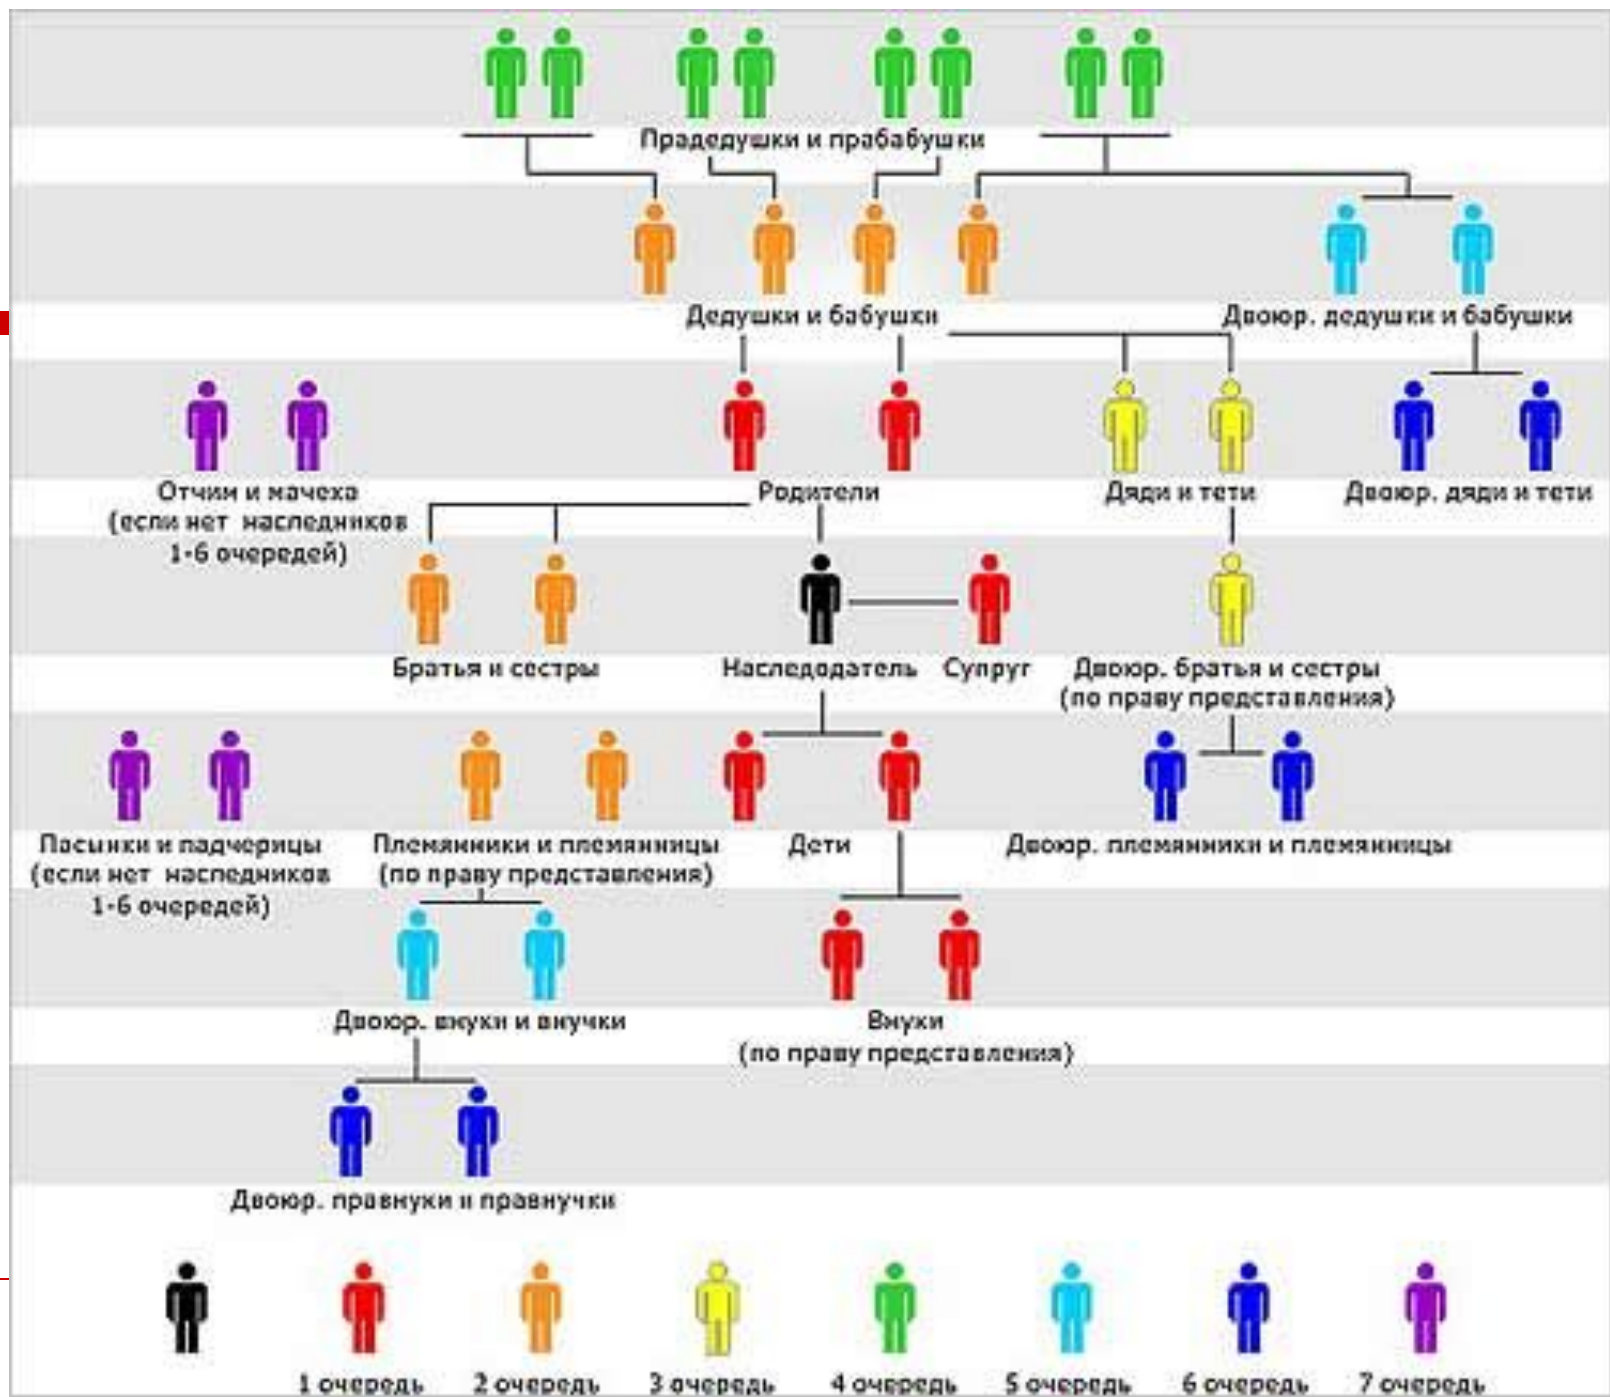 Прадедушки и прабабушки
Дедушки и бабушки
Двоюр. дедушки и бабушки
Отчим и мачеха
(если нет наследников
1-6 очередей)
Родители
Дяди и тети
Двоюр. дяди и тети
Братья и сестры
Наследодатель
Супруг
Двоюр. братья и сестры
(по праву представления)
Пасынки и падчерицы
(если нет наследников
1-6 очередей)
Племянники и племянницы
(по праву представления)
Дети
Двоюр. племянники и племянницы
Двоюр. внуки и внучки
Внуки
(по праву представления)
Двоюр. правнуки и правнучки
1 очередь
2 очередь
3 очередь
4 очередь
5 очередь
6 очередь
7 очередь